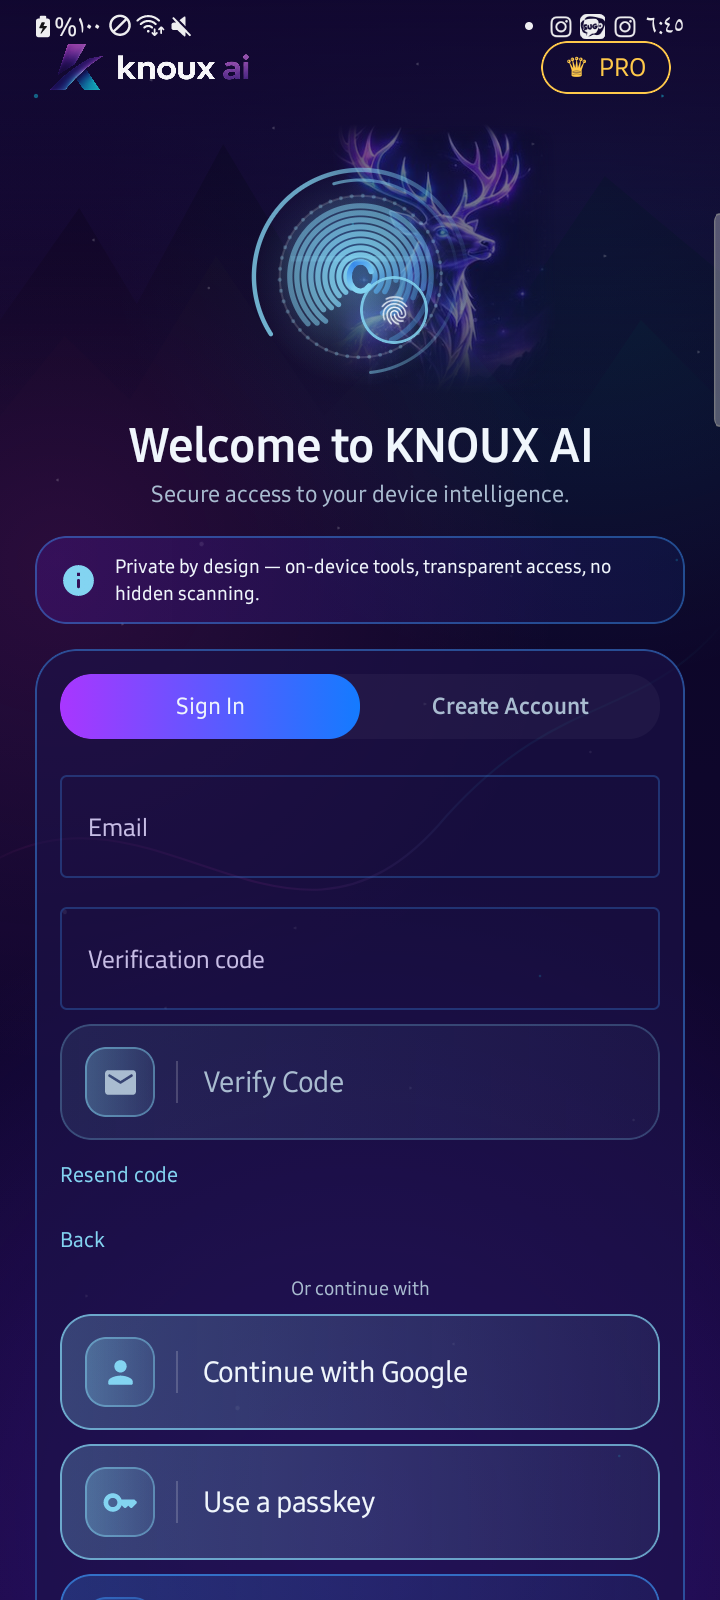 %١٠٠
٦:٤٥
knoux ai
PRO
Welcome to KNOUX AI
Secure access to your device intelligence.
Private by design — on-device tools, transparent access, no
hidden scanning.
Sign In
Create Account
Email
Verification code
Verify Code
Resend code
Back
Or continue with
Continue with Google
Use a passkey